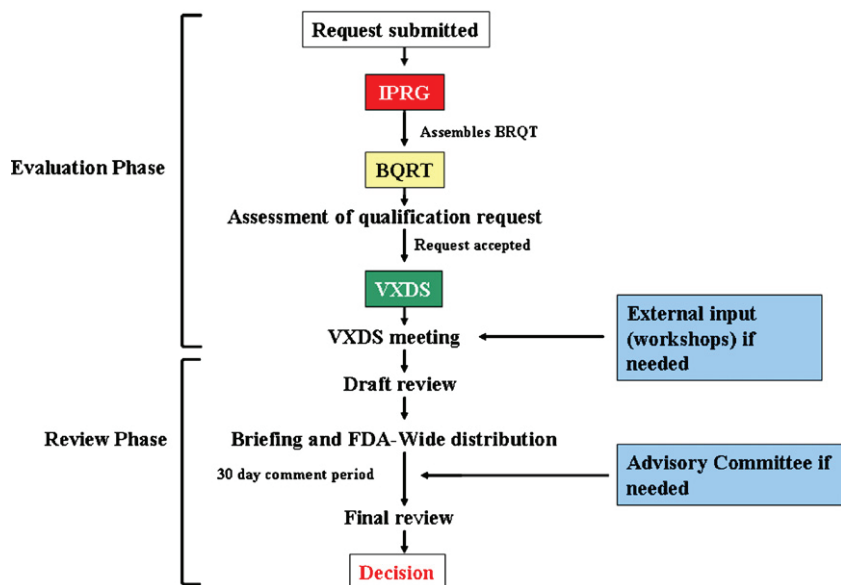 Request submitted
IPRG
Assembles BRQT
Evaluation Phase
BQRT
Assessment of qualification request
Request accepted
VXDS
External input
(workshops) if
needed
VXDS meeting
Draft review
Review Phase
Briefing and FDA-Wide distribution
30 day comment period
Advisory Committee if
needed
Final review
Decision